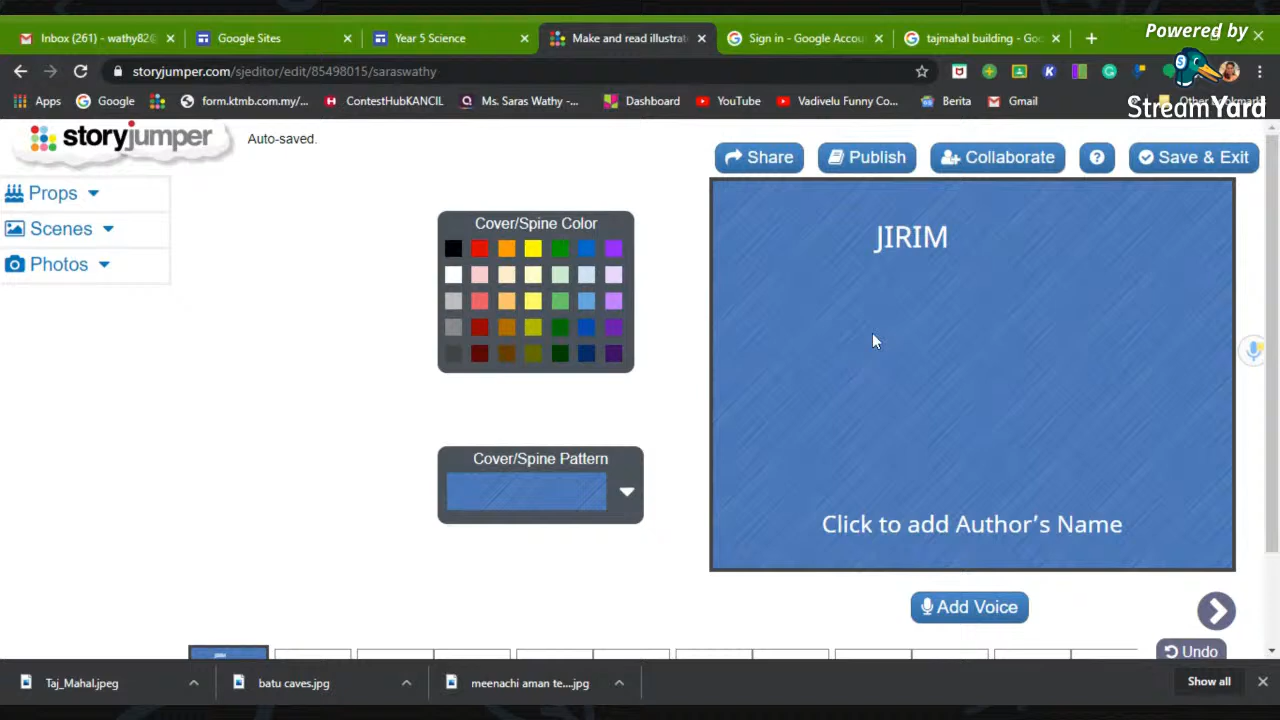 Powered by
StreamYard
Inbox (261) - wathy82@
Google Sites
Year 5 Science
Make and read illustrat
Sign in - Google Accou
tajmahal building - Go
storyjumper.com/sjeditor/edit/85498015/saraswathy
Apps
Google
form.ktmb.com.my/...
ContestHubKANCIL
Ms. Saras Wathy -...
Dashboard
YouTube
Vadivelu Funny Co...
Berita
Gmail
storyjumper
Auto-saved.
Share
Publish
Collaborate
?
Save & Exit
Props
Scenes
Photos
Cover/Spine Color
Cover/Spine Pattern
JIRIM
Click to add Author's Name
Add Voice
Undo
Taj_Mahal.jpeg
batu caves.jpg
meenachi aman te....jpg
Show all